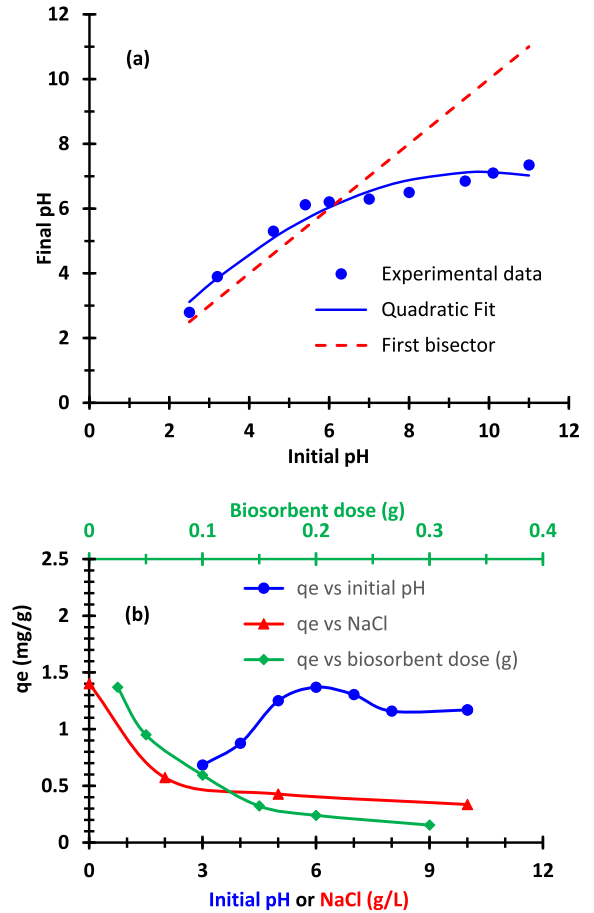 12
10
8
6
4
2
0
Final pH
(a)
Experimental data
Quadratic Fit
First bisector
0 2 4 6 8 10 12
Initial pH
Biosorbent dose (g)
0 0.1 0.2 0.3 0.4
2.5
2
1.5
1
0.5
0
qe (mg/g)
(b)
qe vs initial pH
qe vs NaCl
qe vs biosorbent dose (g)
0 3 6 9 12
Initial pH or NaCl (g/L)